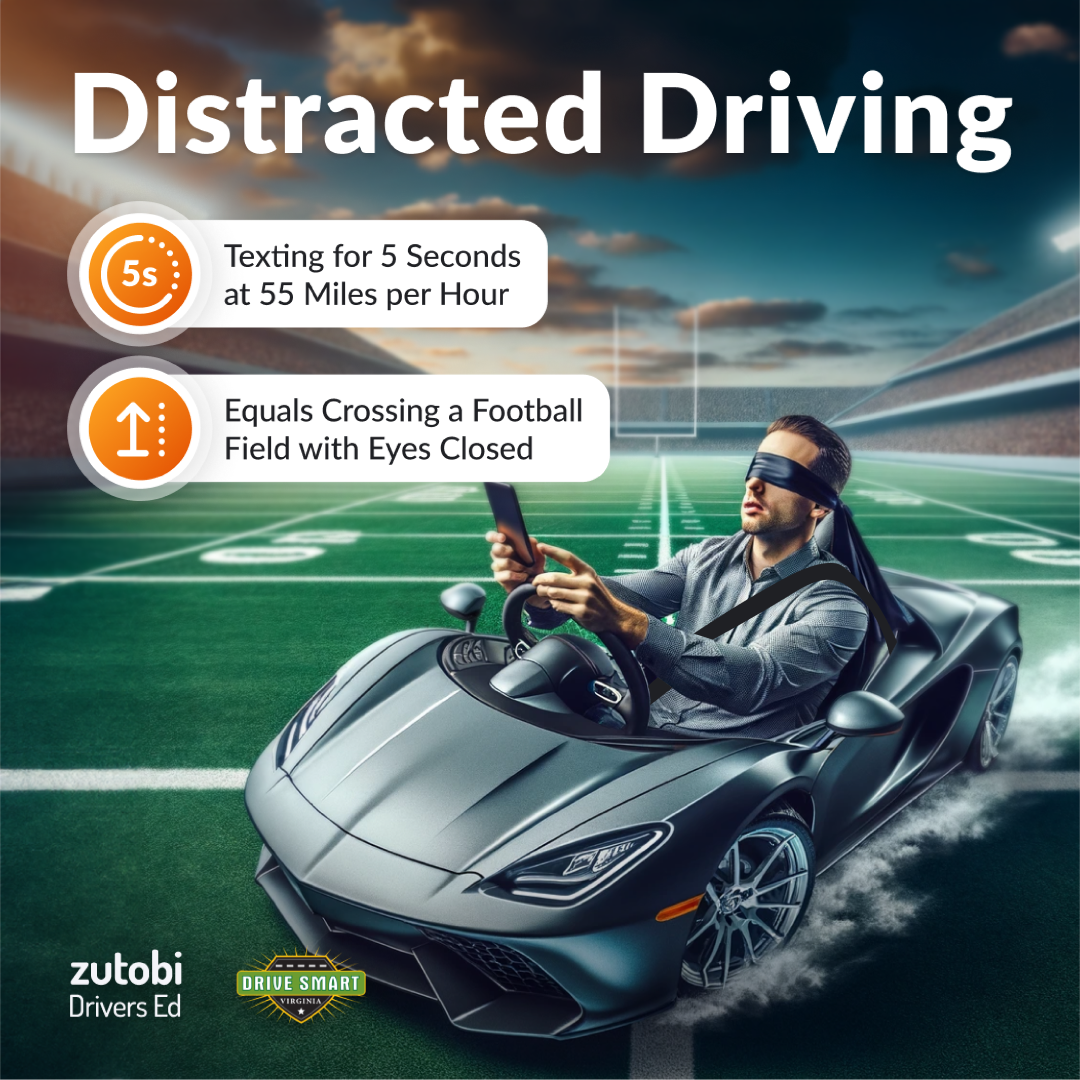 Distracted Driving
5s
Texting for 5 Seconds
at 55 Miles per Hour
Equals Crossing a Football
Field with Eyes Closed
zutobi
Drivers Ed
DRIVE SMART
VIRGINIA